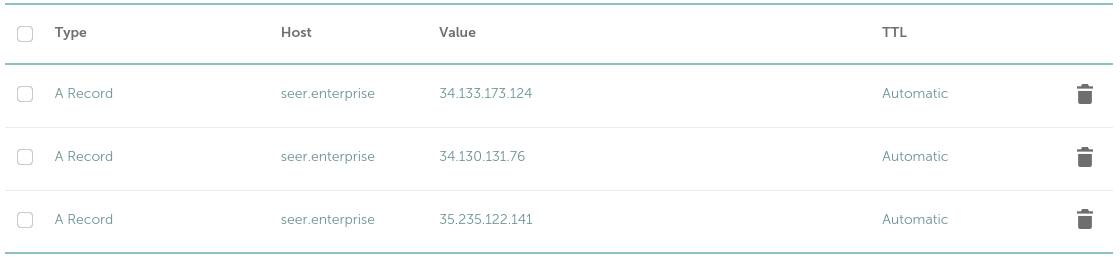 Type Host Value TTL
A Record seer.enterprise 34.133.173.124 Automatic
A Record seer.enterprise 34.130.131.76 Automatic
A Record seer.enterprise 35.235.122.141 Automatic